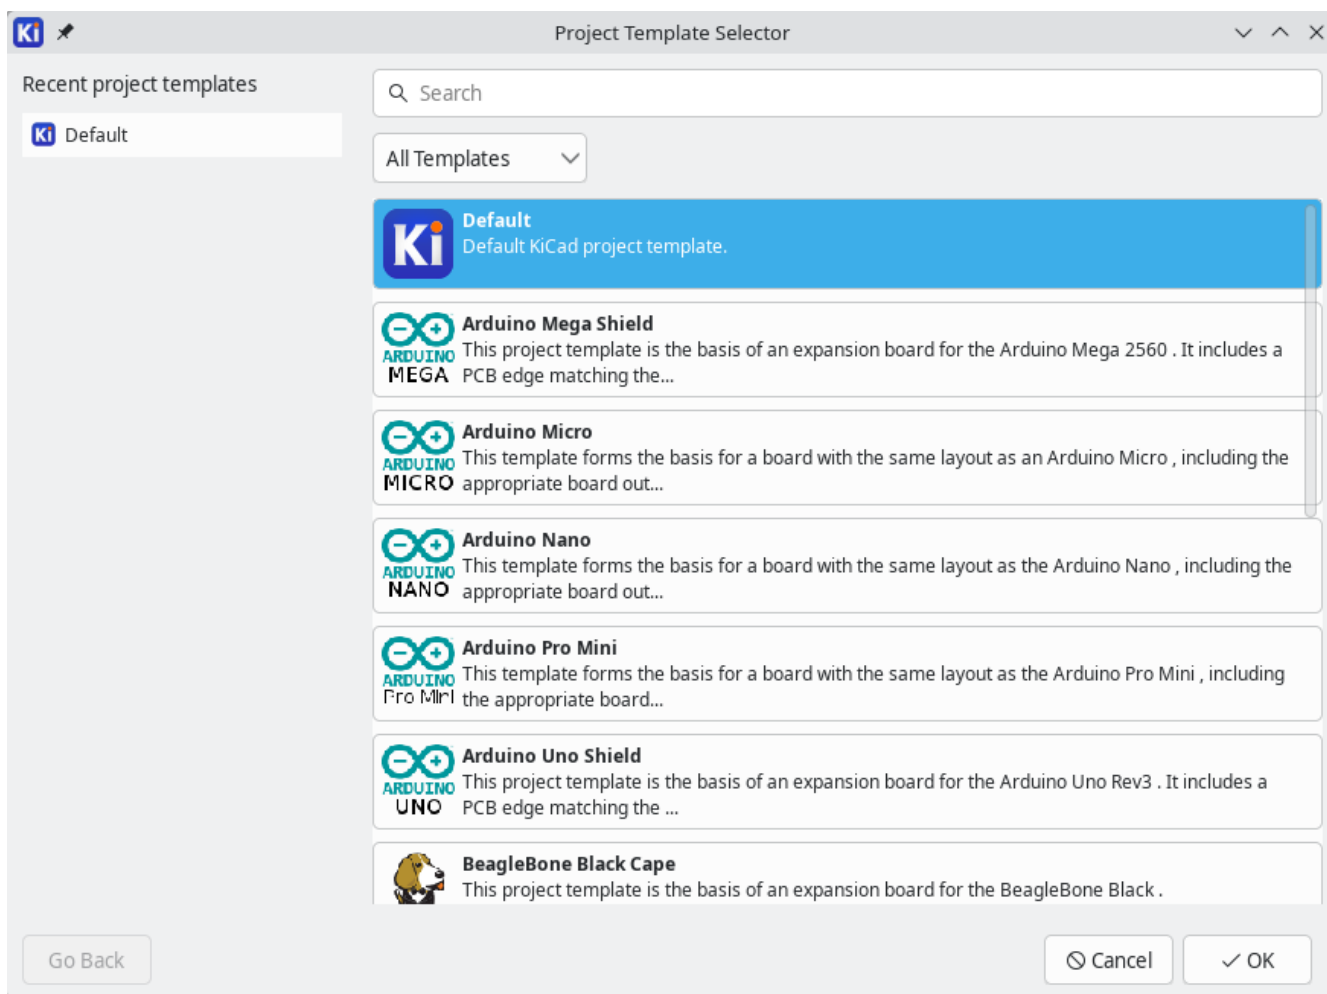 Ki
Project Template Selector
Recent project templates
Ki Default
Search
All Templates
Ki
Default
Default KiCad project template.
ARDUINO
MEGA
Arduino Mega Shield
This project template is the basis of an expansion board for the Arduino Mega 2560 . It includes a
PCB edge matching the...
ARDUINO
MICRO
Arduino Micro
This template forms the basis for a board with the same layout as an Arduino Micro , including the
appropriate board out...
ARDUINO
NANO
Arduino Nano
This template forms the basis for a board with the same layout as the Arduino Nano , including the
appropriate board out...
ARDUINO
Pro Mini
Arduino Pro Mini
This template forms the basis for a board with the same layout as the Arduino Pro Mini , including
the appropriate board...
ARDUINO
UNO
Arduino Uno Shield
This project template is the basis of an expansion board for the Arduino Uno Rev3 . It includes a
PCB edge matching the ...
BeagleBone Black Cape
This project template is the basis of an expansion board for the BeagleBone Black .
Go Back
Cancel
OK